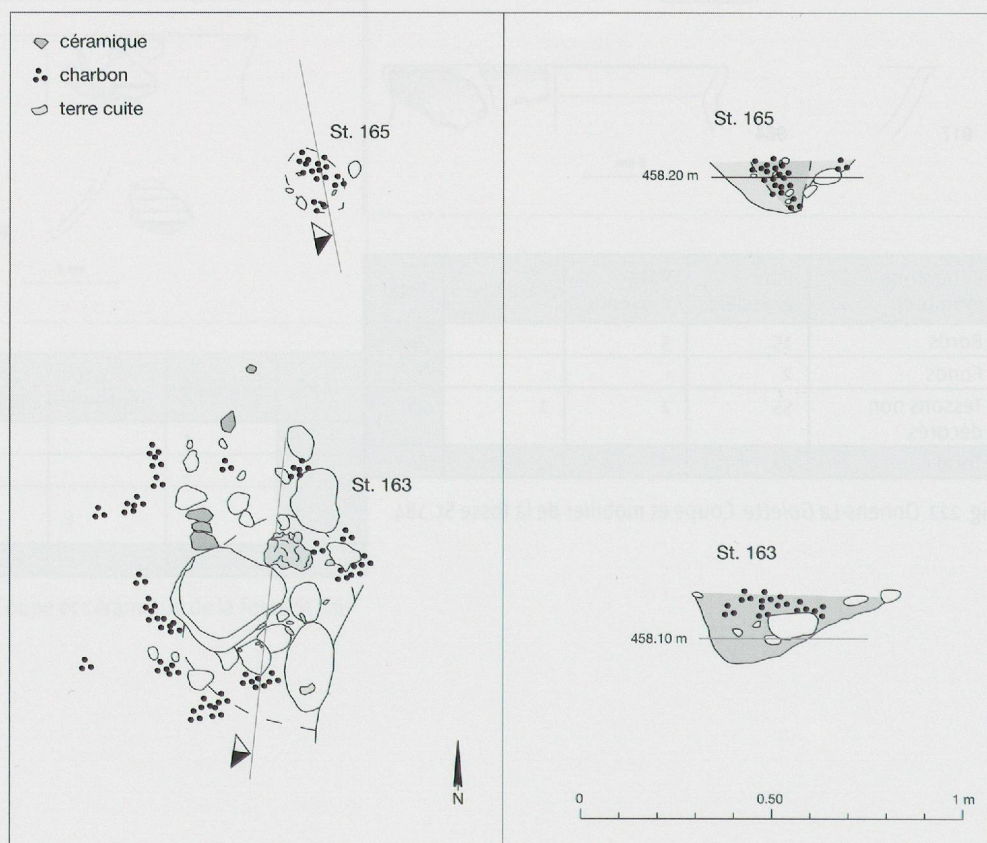 céramique
charbon
terre cuite
St. 165
St. 163
N
St. 165
458.20 m
St. 163
458.10 m
0 0.50 1 m